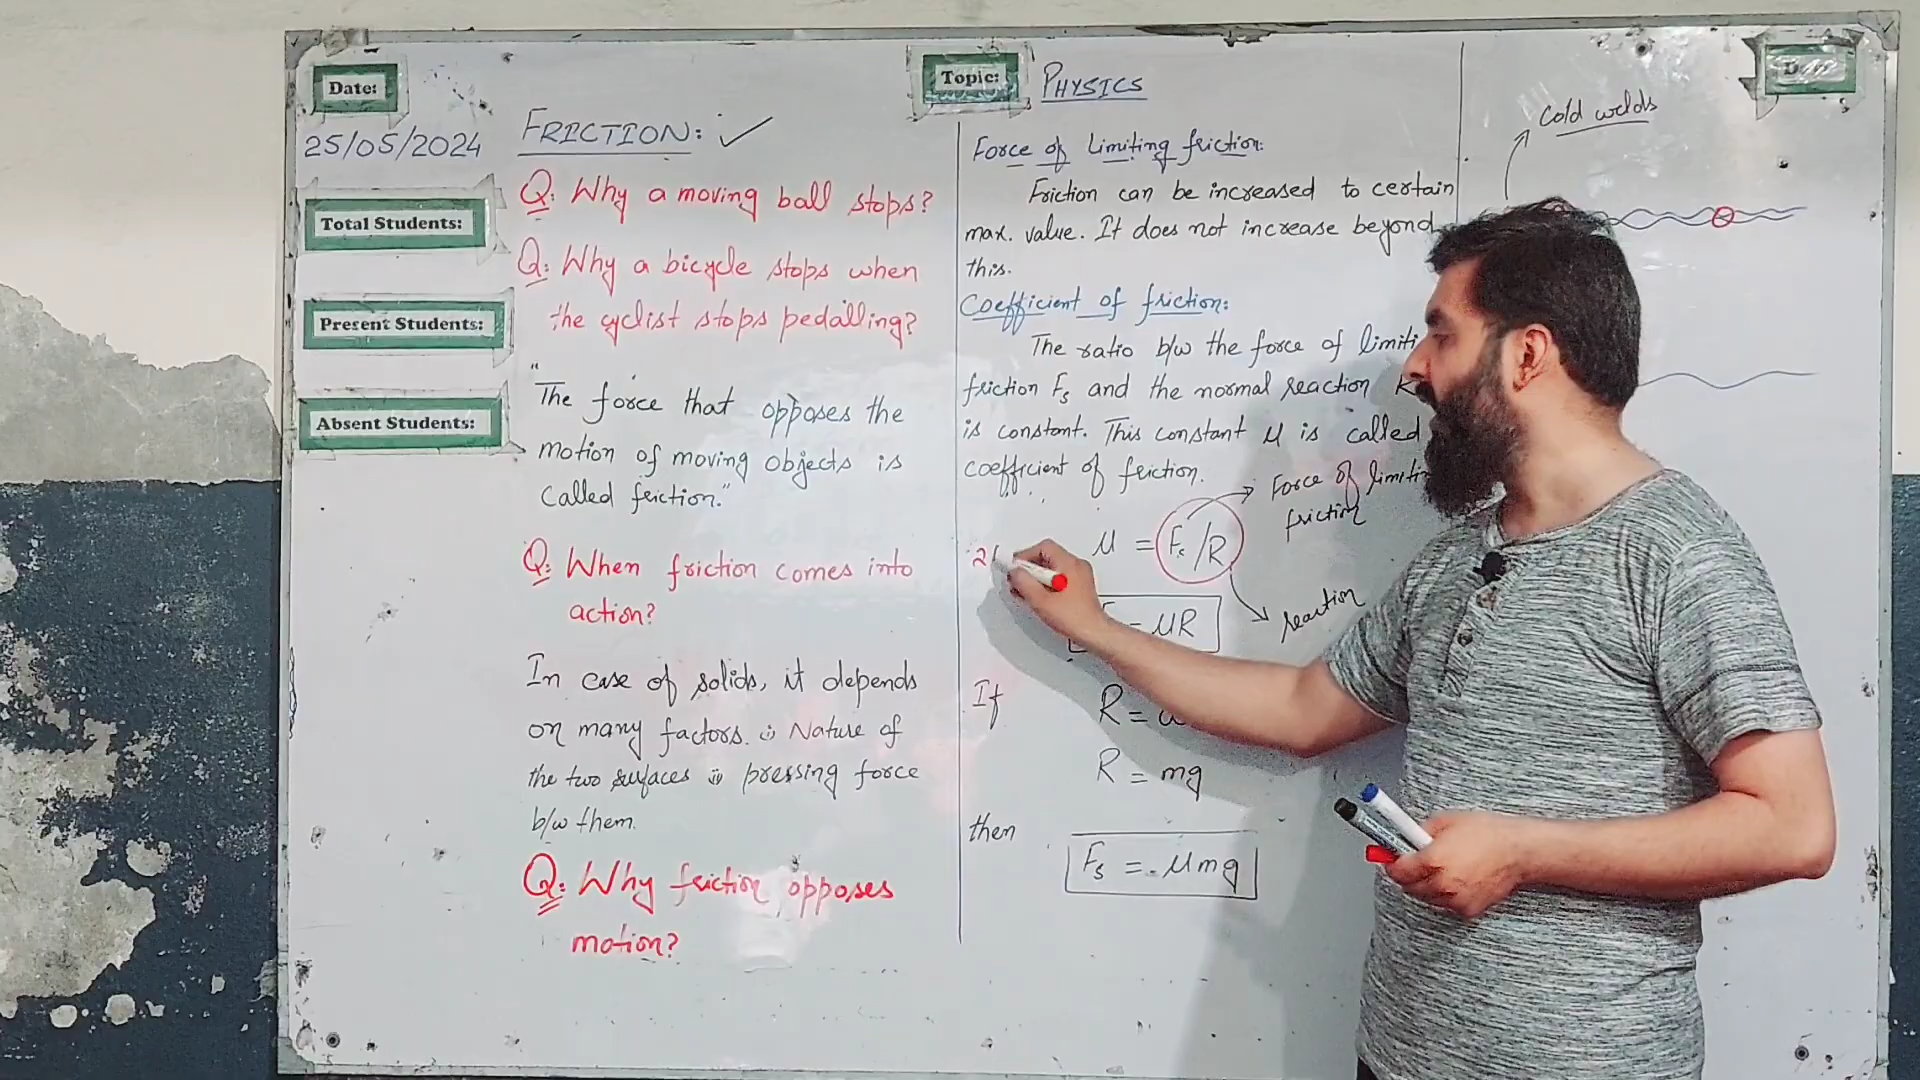 Date:
25/05/2024
Total Students:
Present Students:
Absent Students:
FRICTION: ✓
Q: Why a moving ball stops?
Q: Why a bicycle stops when
the cyclist stops pedalling?
"The force that opposes the
motion of moving objects is
called friction."
Q: When friction comes into
action?
In case of solids, it depends
on many factors. (i) Nature of
the two surfaces (ii) pressing force
b/w them.
Q: Why friction opposes
motion?
Topic: PHYSICS
Force of limiting friction:
Friction can be increased to certain
max. value. It does not increase beyond
this.
Coefficient of friction:
The ratio b/w the force of limiti
friction Fs and the normal reaction R
is constant. This constant μ is called
coefficient of friction.
μ = Fs/R
Force of limitin
friction
reaction
= μR
If
R = ω
R = mg
then
Fs = μmg
Cold welds